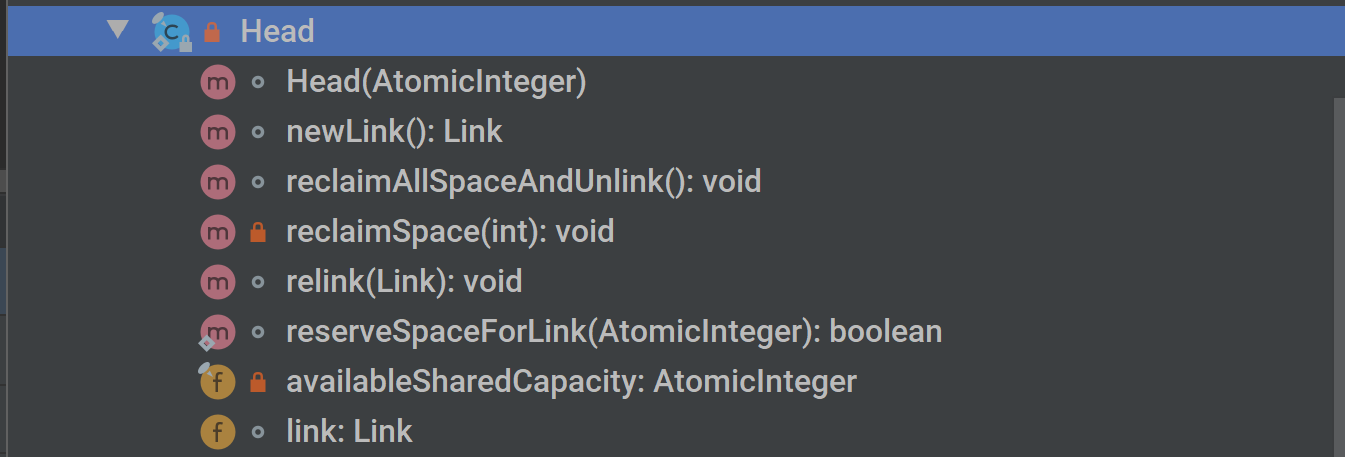 Head
Head(AtomicInteger)
newLink(): Link
reclaimAllSpaceAndUnlink(): void
reclaimSpace(int): void
relink(Link): void
reserveSpaceForLink(AtomicInteger): boolean
availableSharedCapacity: AtomicInteger
link: Link